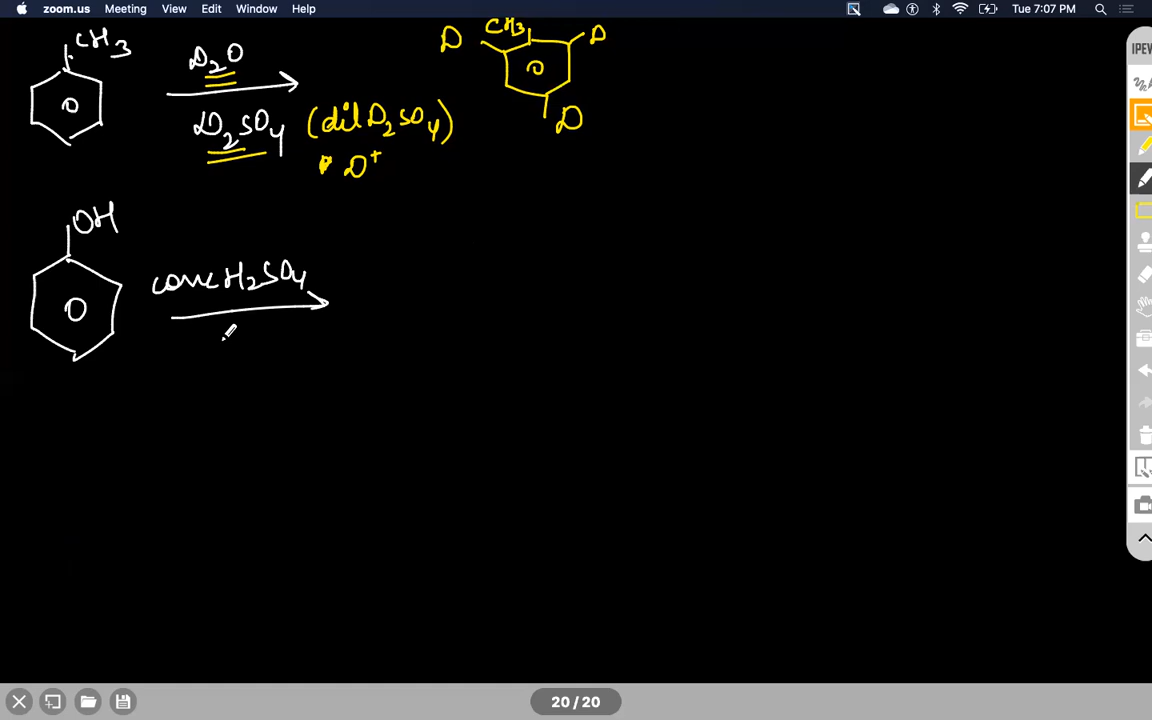 zoom.us Meeting View Edit Window Help Tue 7:07 PM
IPEV
CH3
D2O
D2SO4 (dil D2SO4)
D+
CH3
D D
D
OH
conc H2SO4
20 / 20